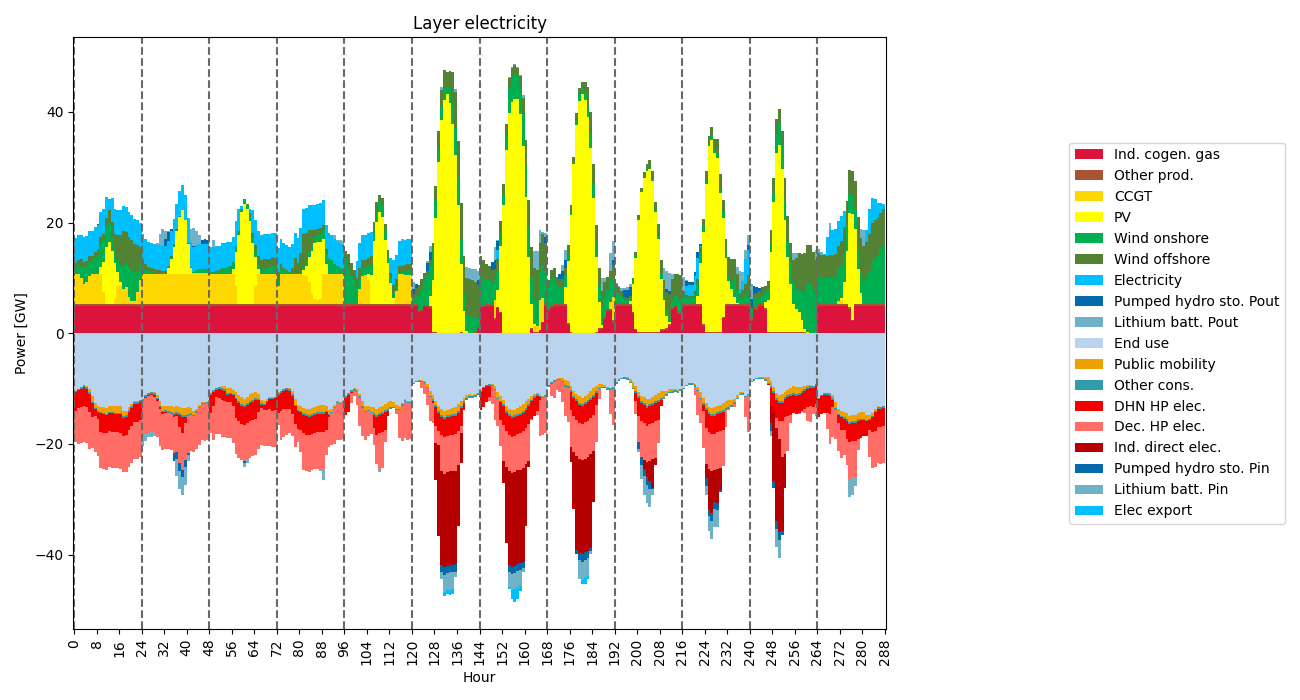 Layer electricity
Power [GW]
40
20
0
−20
−40
0 8 16 24 32 40 48 56 64 72 80 88 96 104 112 120 128 136 144 152 160 168 176 184 192 200 208 216 224 232 240 248 256 264 272 280 288
Hour
Ind. cogen. gas
Other prod.
CCGT
PV
Wind onshore
Wind offshore
Electricity
Pumped hydro sto. Pout
Lithium batt. Pout
End use
Public mobility
Other cons.
DHN HP elec.
Dec. HP elec.
Ind. direct elec.
Pumped hydro sto. Pin
Lithium batt. Pin
Elec export